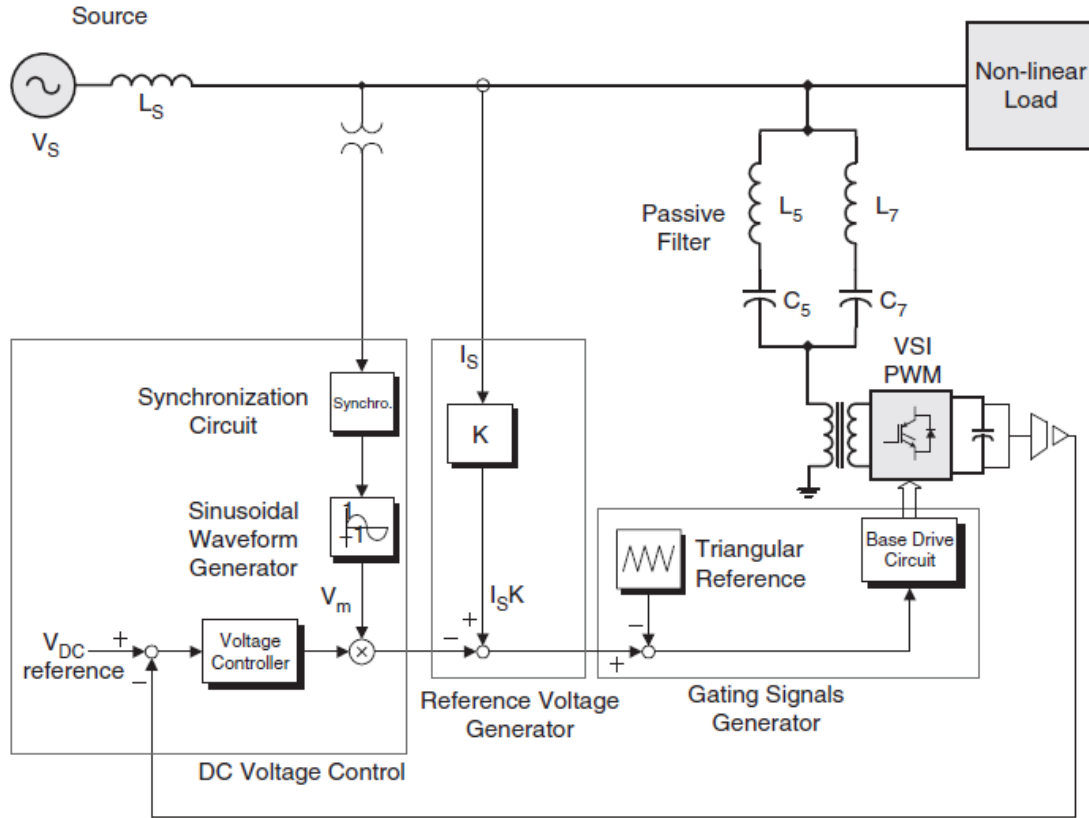 Source
V_S
L_S
Non-linear
Load
Passive
Filter
L_5
L_7
C_5
C_7
VSI
PWM
I_S
Synchronization
Circuit
Synchro.
K
Sinusoidal
Waveform
Generator
1
+1
V_m
I_SK
Triangular
Reference
Base Drive
Circuit
V_DC
reference
+
−
Voltage
Controller
×
−
+
+
−
Reference Voltage
Generator
Gating Signals
Generator
DC Voltage Control